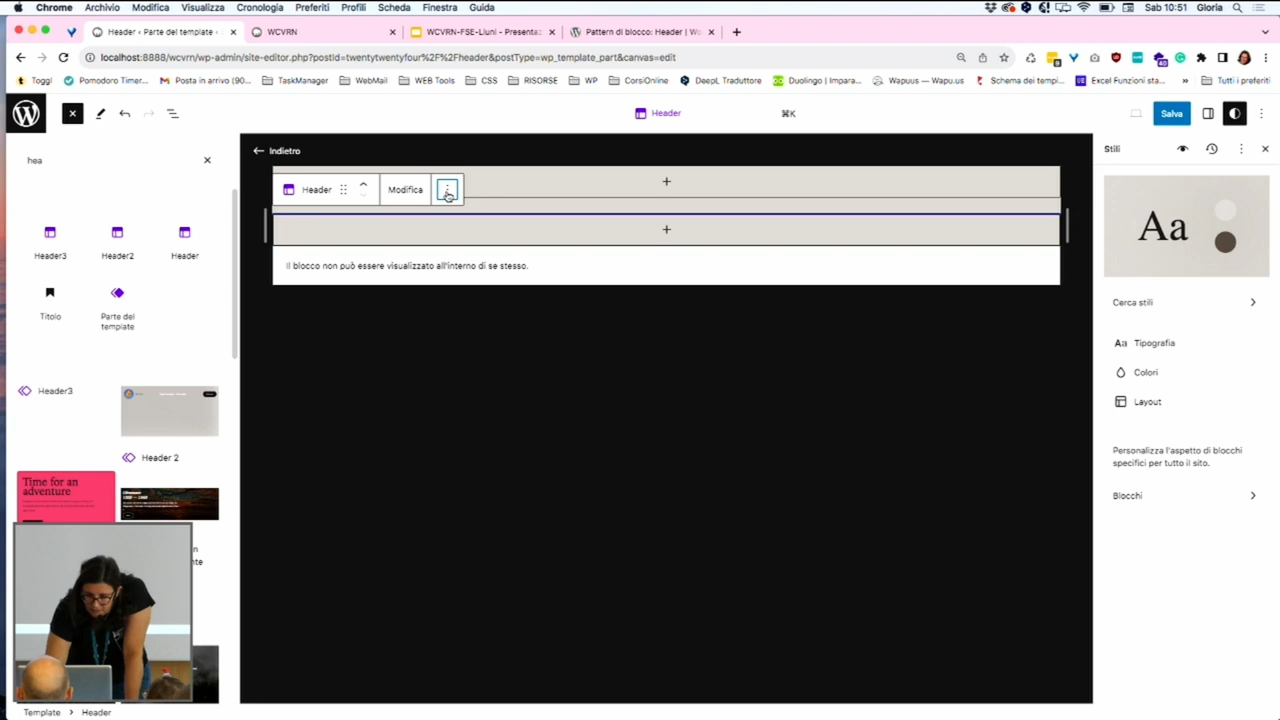 Chrome Archivio Modifica Visualizza Cronologia Preferiti Profili Scheda Finestra Guida Sab 10:51 Gloria
Header ‹ Parte del template ‹ WCVRN WCVRN-FSE-Liuni - Presenta Pattern di blocco: Header | Wo
localhost:8888/wcvrn/wp-admin/site-editor.php?postId=twentytwentyfour%2F%2Fheader&postType=wp_template_part&canvas=edit
Toggl Pomodoro Timer... Posta in arrivo (90... TaskManager WebMail WEB Tools CSS RISORSE WP CorsiOnline DeepL Traduttore Duolingo | Impara... Wapuus — Wapu.us Schema dei tempi... Excel Funzioni sta... » Tutti i preferiti
Header ⌘K Salva
← Indietro
Stili
hea
Header Modifica
Header3 Header2 Header
Il blocco non può essere visualizzato all'interno di se stesso.
Aa
Titolo Parte del
template
Cerca stili
Aa Tipografia
Colori
Layout
Header3
Header 2
Personalizza l'aspetto di blocchi
specifici per tutto il sito.
Blocchi
Time for an
adventure
Template > Header